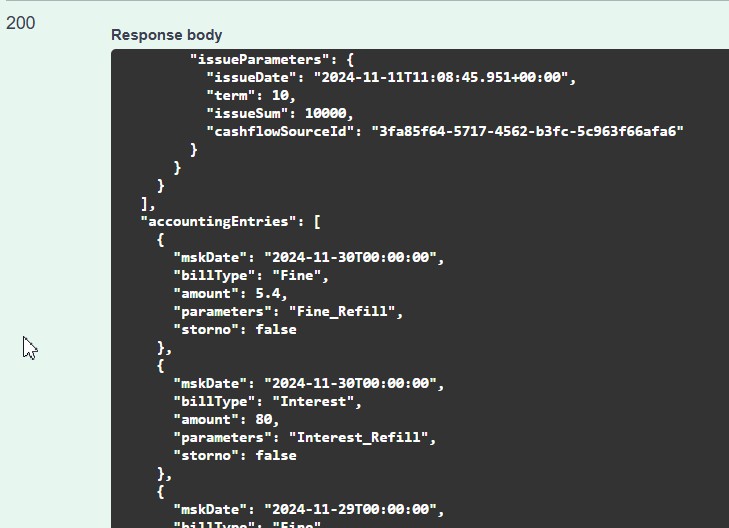 200
Response body
"issueParameters": {
"issueDate": "2024-11-11T11:08:45.951+00:00",
"term": 10,
"issueSum": 10000,
"cashflowSourceId": "3fa85f64-5717-4562-b3fc-5c963f66afa6"
}
}
}
],
"accountingEntries": [
{
"mskDate": "2024-11-30T00:00:00",
"billType": "Fine",
"amount": 5.4,
"parameters": "Fine_Refill",
"storno": false
},
{
"mskDate": "2024-11-30T00:00:00",
"billType": "Interest",
"amount": 80,
"parameters": "Interest_Refill",
"storno": false
},
{
"mskDate": "2024-11-29T00:00:00",
"billType": "Fine"